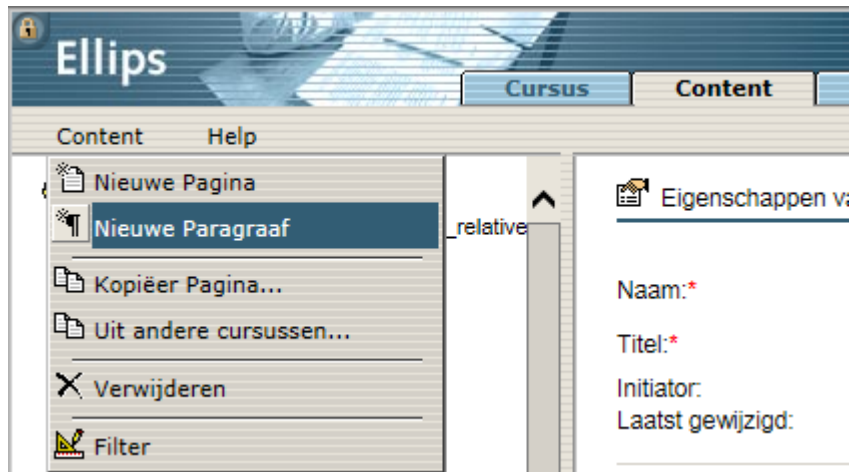 Ellips
Cursus Content
Content Help
Nieuwe Pagina
Nieuwe Paragraaf
Kopiëer Pagina...
Uit andere cursussen...
Verwijderen
Filter
_relative
Eigenschappen va
Naam:*
Titel:*
Initiator:
Laatst gewijzigd: